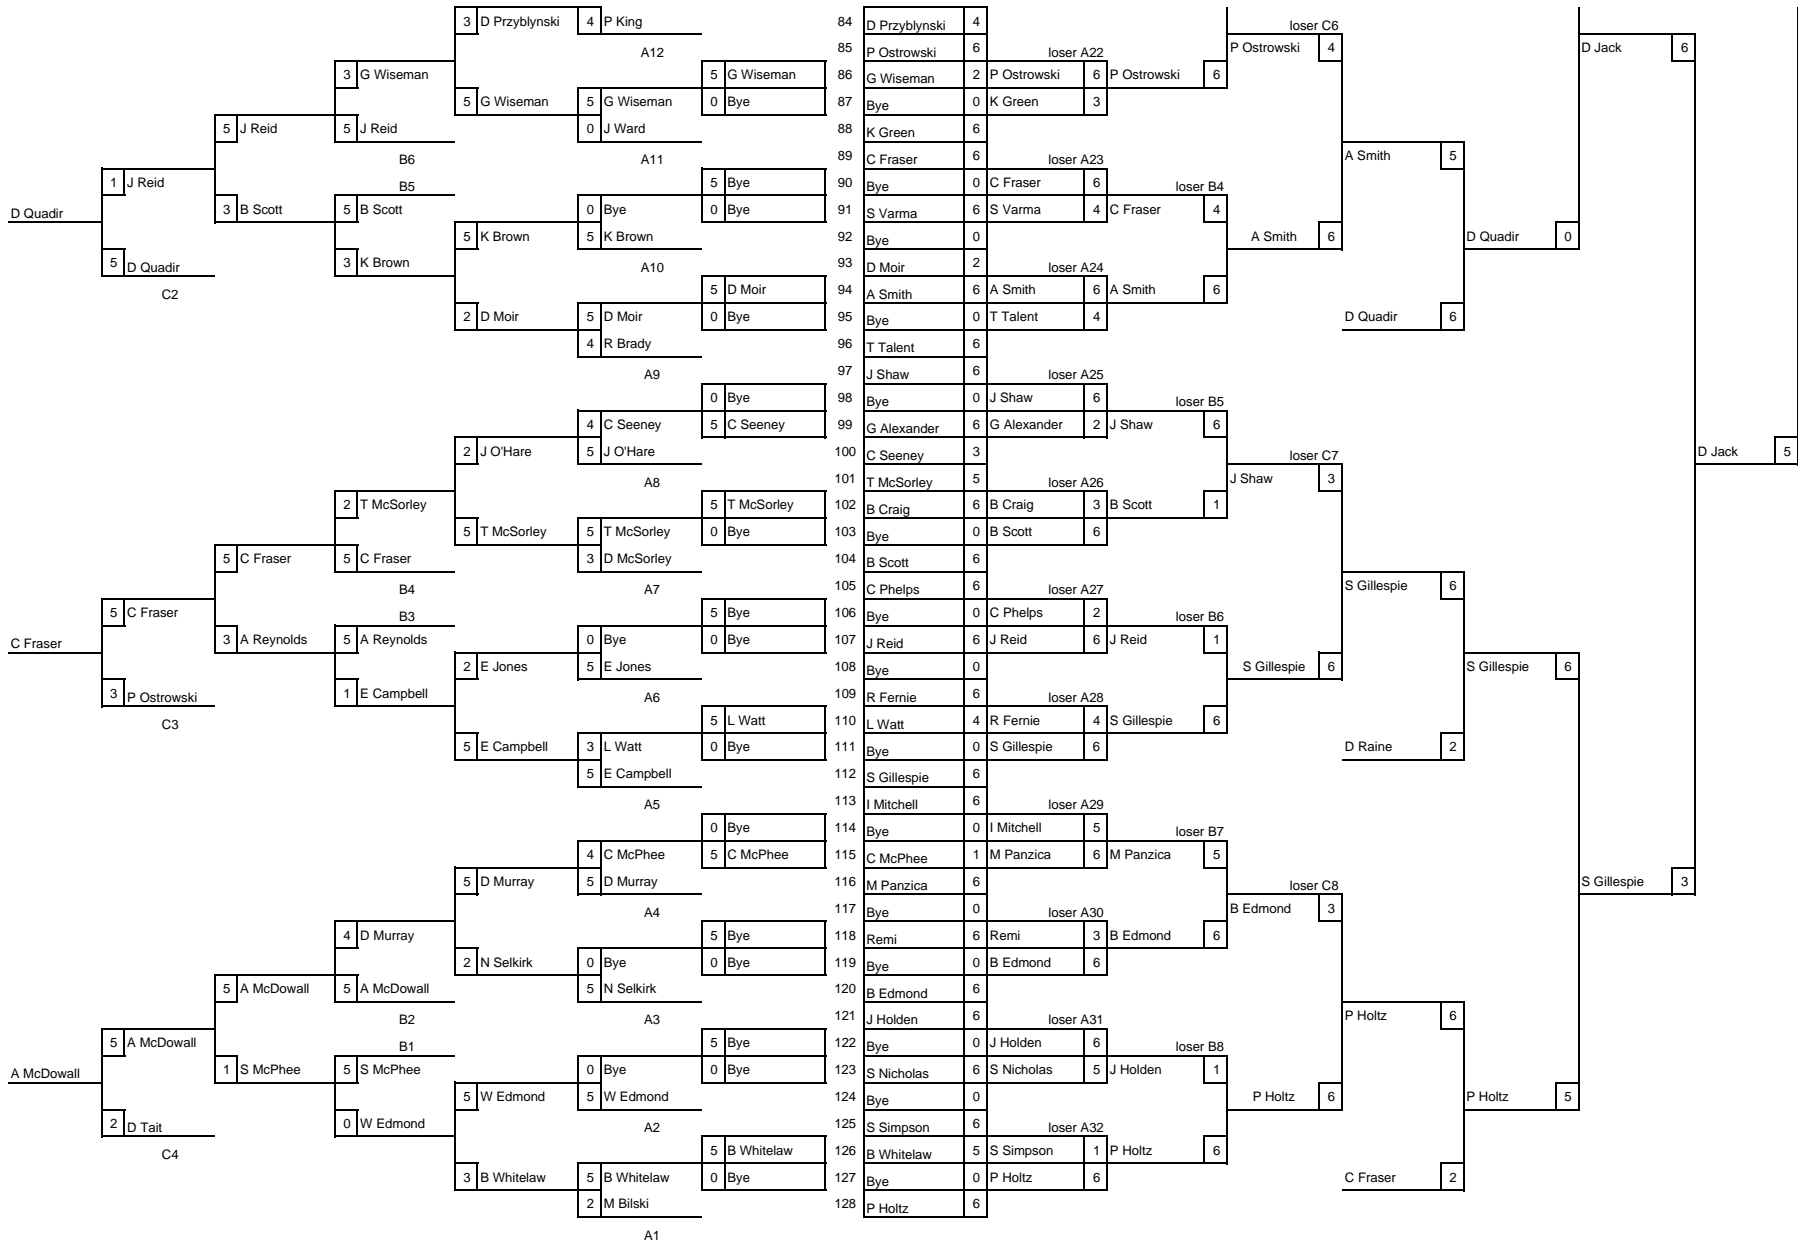 3 D Przyblynski 4 P King 84 D Przyblynski 4 loser C6
A12 85 P Ostrowski 6 loser A22 P Ostrowski 4 D Jack 6
3 G Wiseman 5 G Wiseman 86 G Wiseman 2 P Ostrowski 6 P Ostrowski 6
5 G Wiseman 5 G Wiseman 0 Bye 87 Bye 0 K Green 3
5 J Reid 5 J Reid 0 J Ward 88 K Green 6
B6 A11 89 C Fraser 6 loser A23 A Smith 5
1 J Reid B5 5 Bye 90 Bye 0 C Fraser 6 loser B4
D Quadir 3 B Scott 5 B Scott 0 Bye 0 Bye 91 S Varma 6 S Varma 4 C Fraser 4
5 K Brown 5 K Brown 92 Bye 0 A Smith 6 D Quadir 0
5 D Quadir 3 K Brown A10 93 D Moir 2 loser A24
C2 5 D Moir 94 A Smith 6 A Smith 6 A Smith 6
2 D Moir 5 D Moir 0 Bye 95 Bye 0 T Talent 4 D Quadir 6
4 R Brady 96 T Talent 6
A9 97 J Shaw 6 loser A25
0 Bye 98 Bye 0 J Shaw 6 loser B5
4 C Seeney 5 C Seeney 99 G Alexander 6 G Alexander 2 J Shaw 6
2 J O'Hare 5 J O'Hare 100 C Seeney 3 loser C7 D Jack 5
A8 101 T McSorley 5 loser A26 J Shaw 3
2 T McSorley 5 T McSorley 102 B Craig 6 B Craig 3 B Scott 1
5 T McSorley 5 T McSorley 0 Bye 103 Bye 0 B Scott 6
5 C Fraser 5 C Fraser 3 D McSorley 104 B Scott 6
B4 A7 105 C Phelps 6 loser A27 S Gillespie 6
5 C Fraser B3 5 Bye 106 Bye 0 C Phelps 2 loser B6
C Fraser 3 A Reynolds 5 A Reynolds 0 Bye 0 Bye 107 J Reid 6 J Reid 6 J Reid 1
2 E Jones 5 E Jones 108 Bye 0 S Gillespie 6 S Gillespie 6
3 P Ostrowski 1 E Campbell A6 109 R Fernie 6 loser A28
C3 5 L Watt 110 L Watt 4 R Fernie 4 S Gillespie 6
5 E Campbell 3 L Watt 0 Bye 111 Bye 0 S Gillespie 6 D Raine 2
5 E Campbell 112 S Gillespie 6
A5 113 I Mitchell 6 loser A29
0 Bye 114 Bye 0 I Mitchell 5 loser B7
4 C McPhee 5 C McPhee 115 C McPhee 1 M Panzica 6 M Panzica 5
5 D Murray 5 D Murray 116 M Panzica 6 loser C8 S Gillespie 3
A4 117 Bye 0 loser A30 B Edmond 3
4 D Murray 5 Bye 118 Remi 6 Remi 3 B Edmond 6
2 N Selkirk 0 Bye 0 Bye 119 Bye 0 B Edmond 6
5 A McDowall 5 A McDowall 5 N Selkirk 120 B Edmond 6
B2 A3 121 J Holden 6 loser A31 P Holtz 6
5 A McDowall B1 5 Bye 122 Bye 0 J Holden 6 loser B8
A McDowall 1 S McPhee 5 S McPhee 0 Bye 0 Bye 123 S Nicholas 6 S Nicholas 5 J Holden 1
5 W Edmond 5 W Edmond 124 Bye 0 P Holtz 6 P Holtz 5
2 D Tait 0 W Edmond A2 125 S Simpson 6 loser A32
C4 5 B Whitelaw 126 B Whitelaw 5 S Simpson 1 P Holtz 6
3 B Whitelaw 5 B Whitelaw 0 Bye 127 Bye 0 P Holtz 6 C Fraser 2
2 M Bilski 128 P Holtz 6
A1